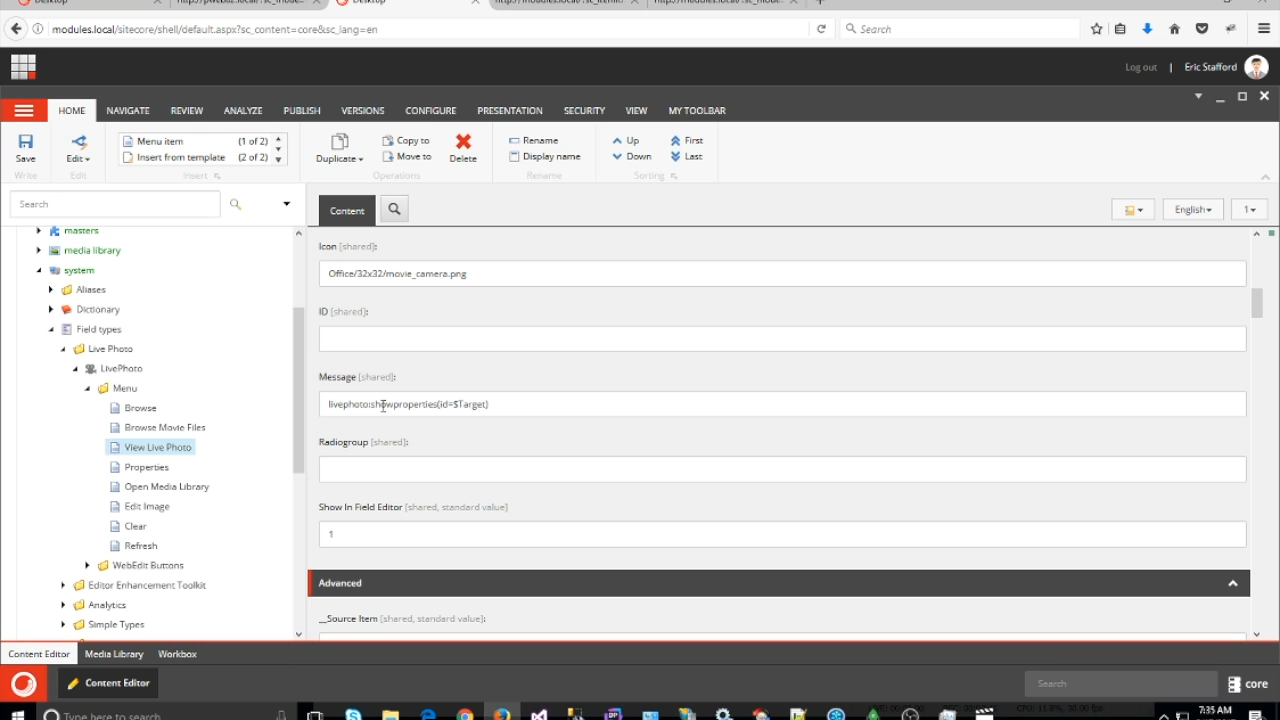 Desktop
Desktop
modules.local/sitecore/shell/default.aspx?sc_content=core&sc_lang=en
Search
Log out | Eric Stafford
HOME NAVIGATE REVIEW ANALYZE PUBLISH VERSIONS CONFIGURE PRESENTATION SECURITY VIEW MY TOOLBAR
Menu item (1 of 2)
Insert from template (2 of 2)
Copy to
Move to
Rename
Display name
Up
Down
First
Last
Save Edit Duplicate Delete
Write Edit Insert Operations Rename Sorting
Search
Content
English 1
masters
media library
system
Aliases
Dictionary
Field types
Live Photo
LivePhoto
Menu
Browse
Browse Movie Files
View Live Photo
Properties
Open Media Library
Edit Image
Clear
Refresh
WebEdit Buttons
Editor Enhancement Toolkit
Analytics
Simple Types
Icon [shared]:
Office/32x32/movie_camera.png
ID [shared]:
Message [shared]:
livephoto:showproperties(id=$Target)
Radiogroup [shared]:
Show In Field Editor [shared, standard value]
1
Advanced
__Source Item [shared, standard value]:
Content Editor Media Library Workbox
Content Editor
Search
core
Type here to search
7:35 AM